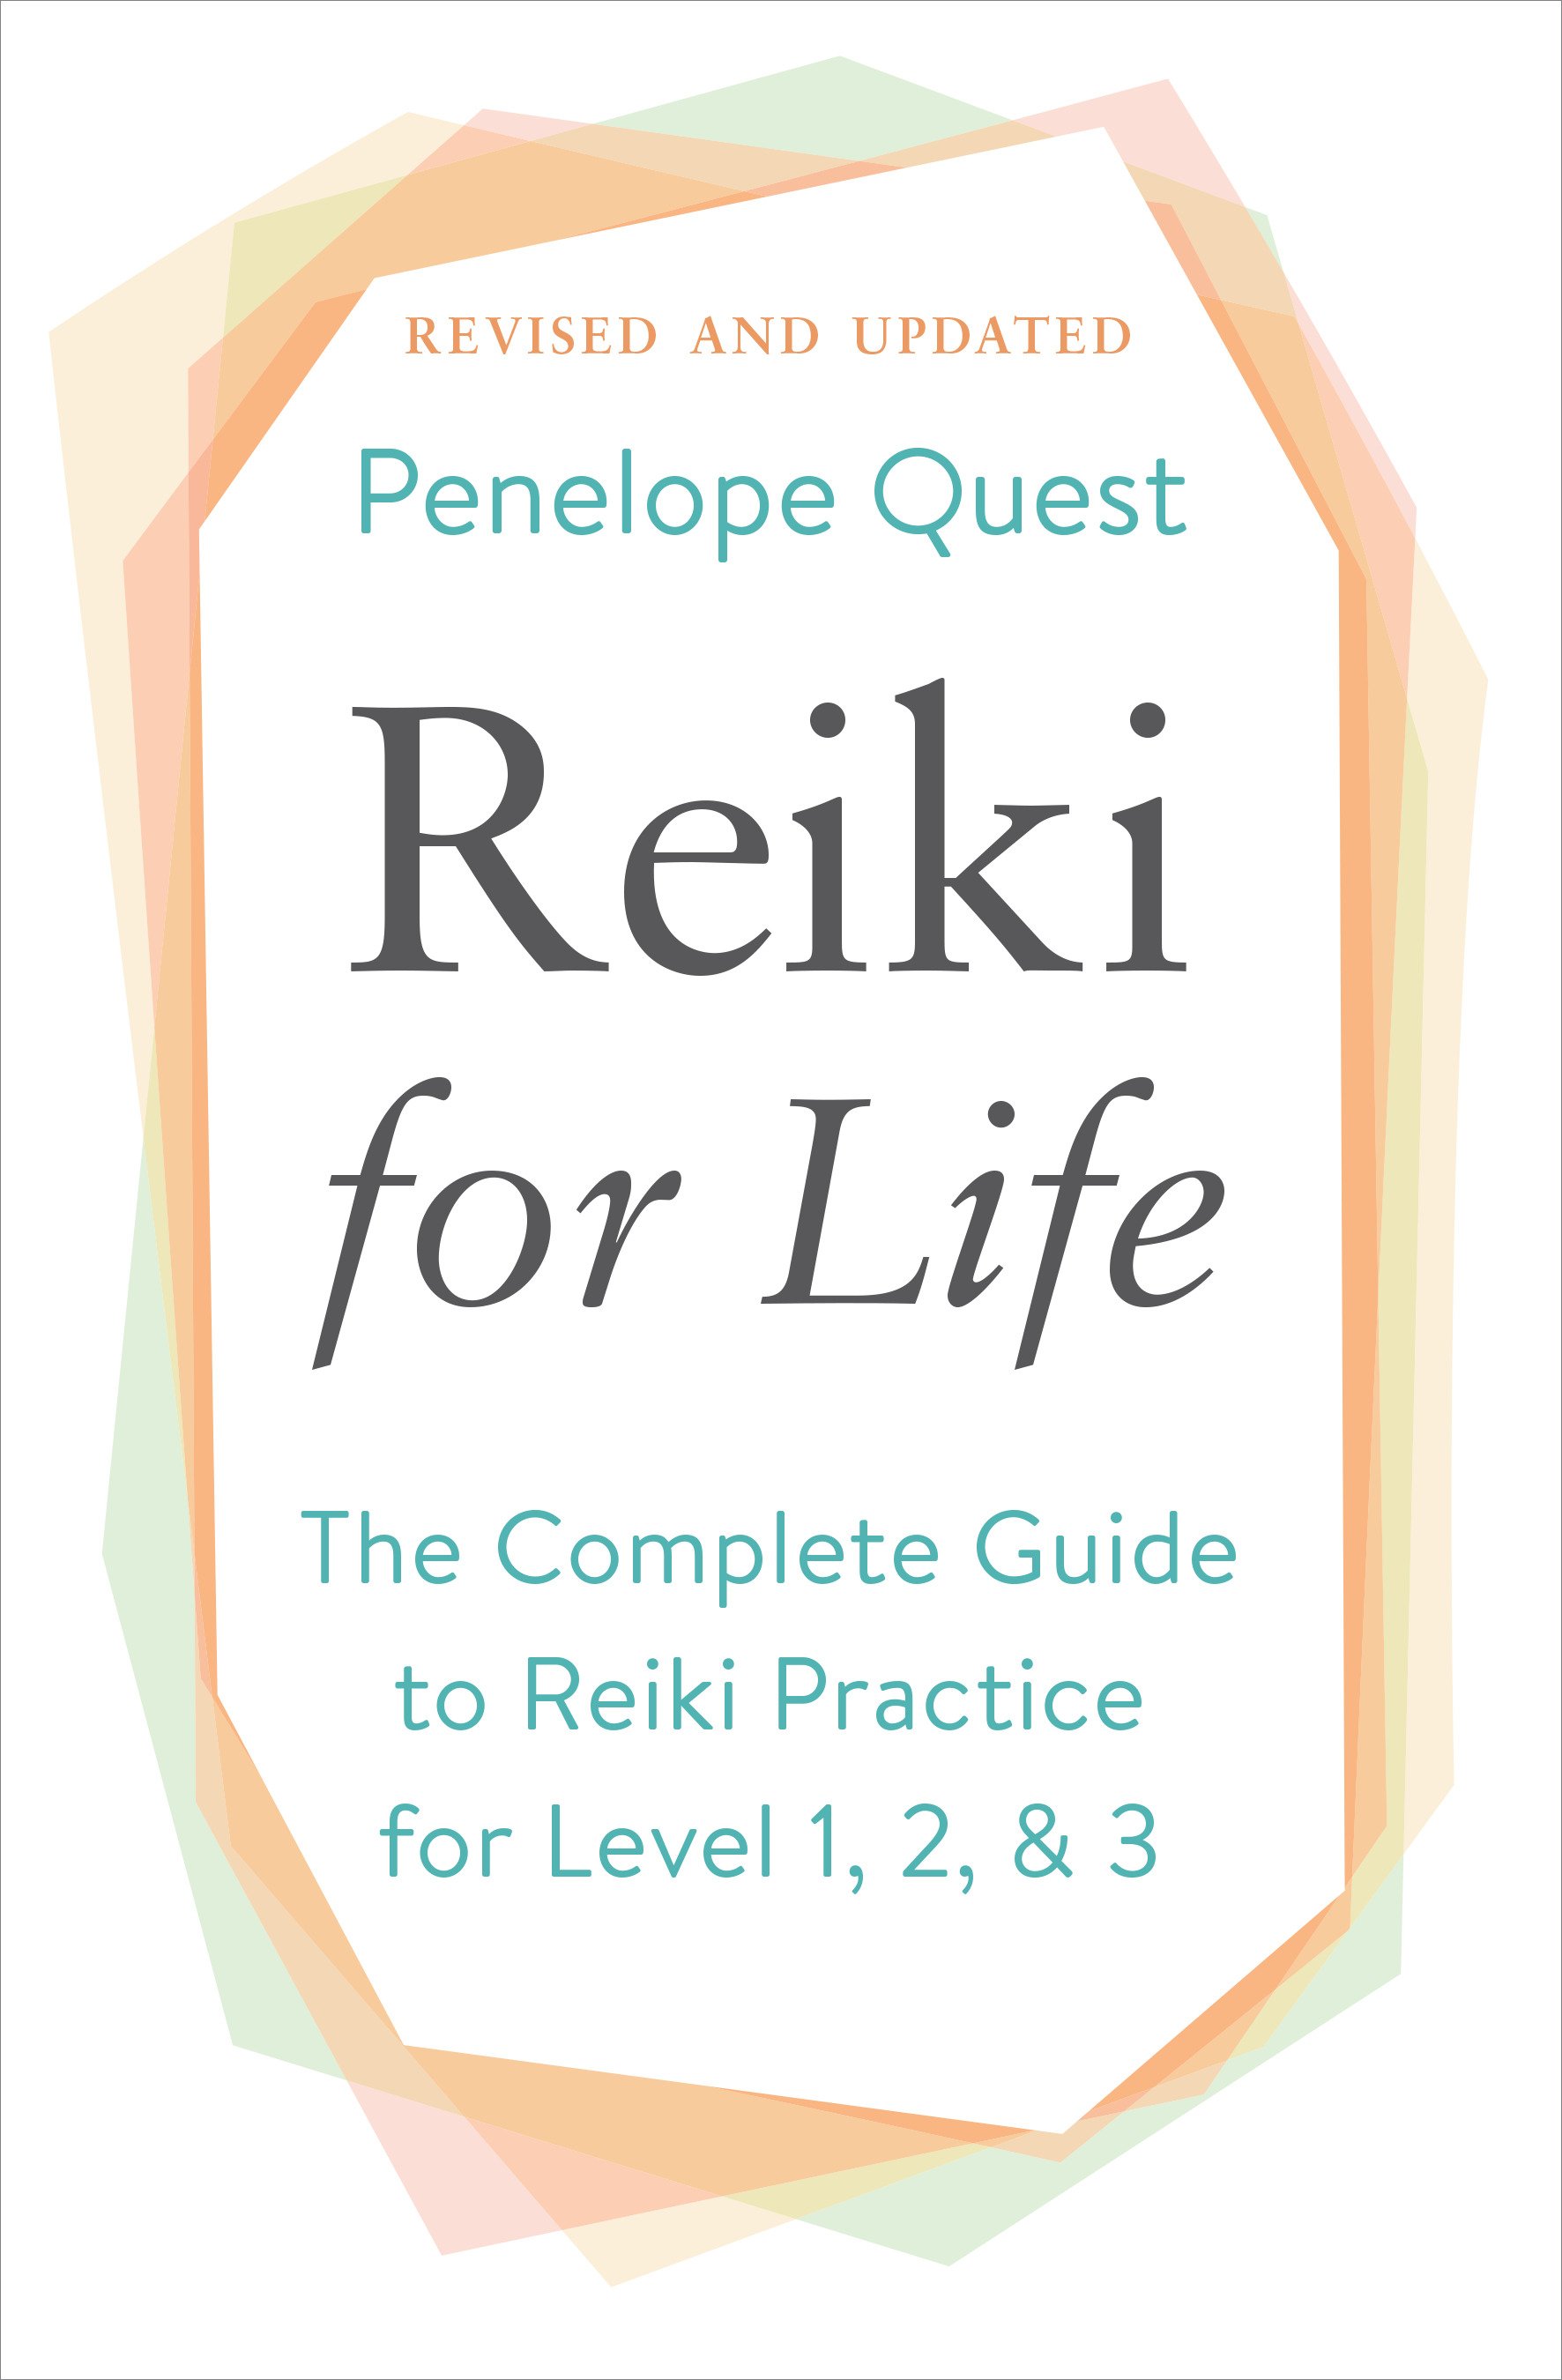 REVISED AND UPDATED
Penelope Quest
Reiki
for Life
The Complete Guide
to Reiki Practice
for Level 1, 2, & 3